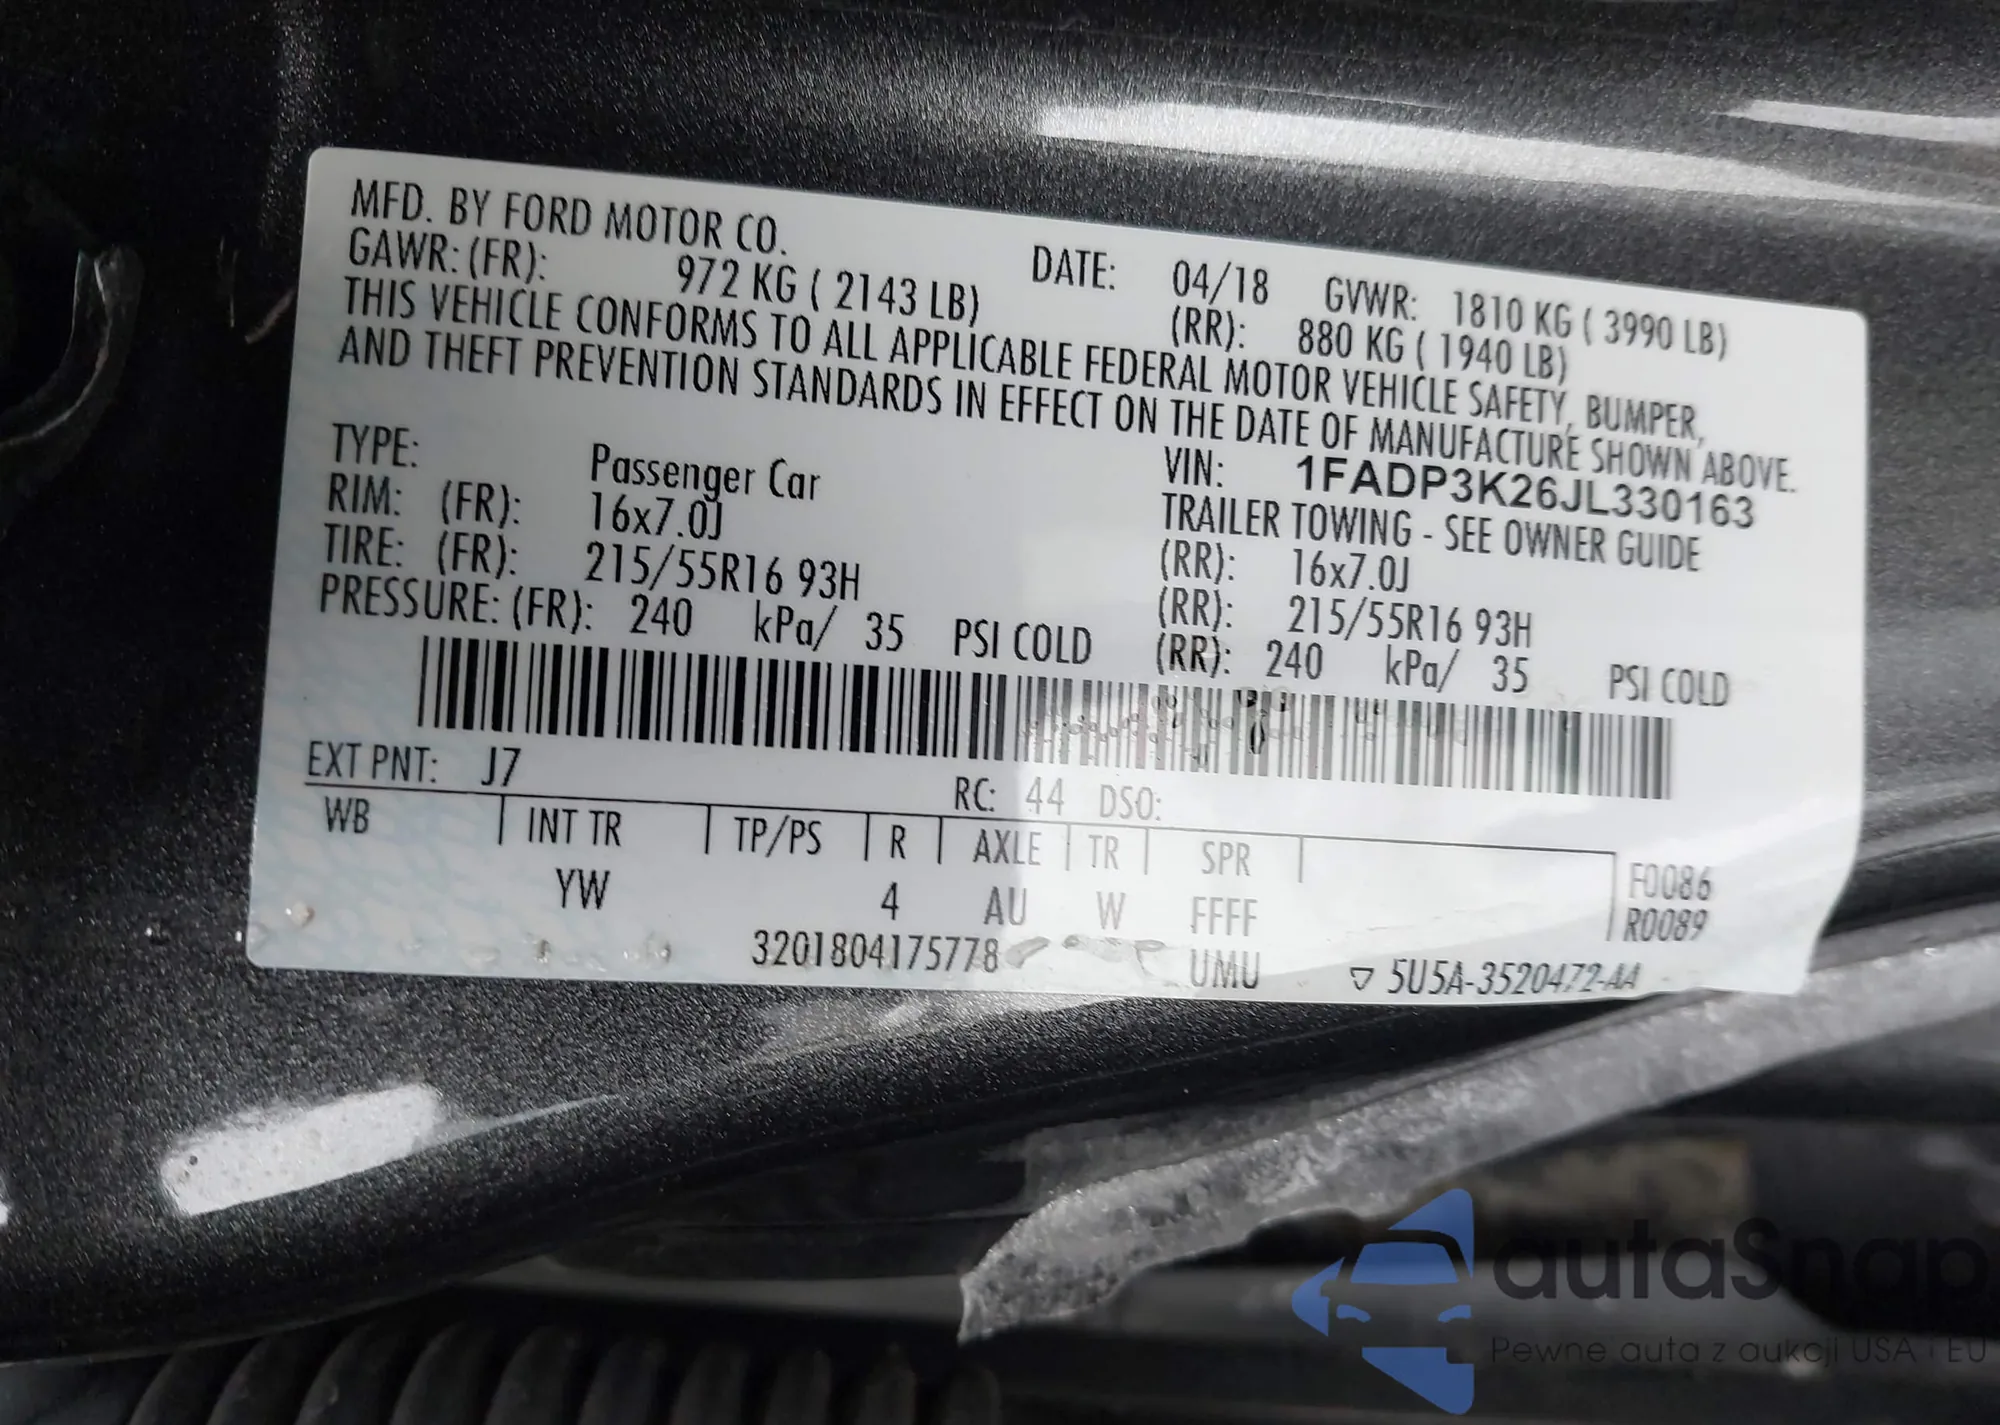 MFD. BY FORD MOTOR CO. DATE: 04/18 GVWR: 1810 KG ( 3990 LB)
GAWR: (FR): 972 KG ( 2143 LB) (RR): 880 KG ( 1940 LB)
THIS VEHICLE CONFORMS TO ALL APPLICABLE FEDERAL MOTOR VEHICLE SAFETY, BUMPER,
AND THEFT PREVENTION STANDARDS IN EFFECT ON THE DATE OF MANUFACTURE SHOWN ABOVE.
VIN: 1FADP3K26JL330163
TYPE: Passenger Car TRAILER TOWING - SEE OWNER GUIDE
RIM: (FR): 16x7.0J (RR): 16x7.0J
TIRE: (FR): 215/55R16 93H (RR): 215/55R16 93H
PRESSURE: (FR): 240 kPa/ 35 PSI COLD (RR): 240 kPa/ 35 PSI COLD
EXT PNT: J7 RC: 44 DSO:
WB INT TR TP/PS R AXLE TR SPR F0086
YW 4 AU W FFFF R0089
3201804175778 UMU ▽ 5U5A-3520472-AA
autaSnap
Pewne auta z aukcji USA i EU